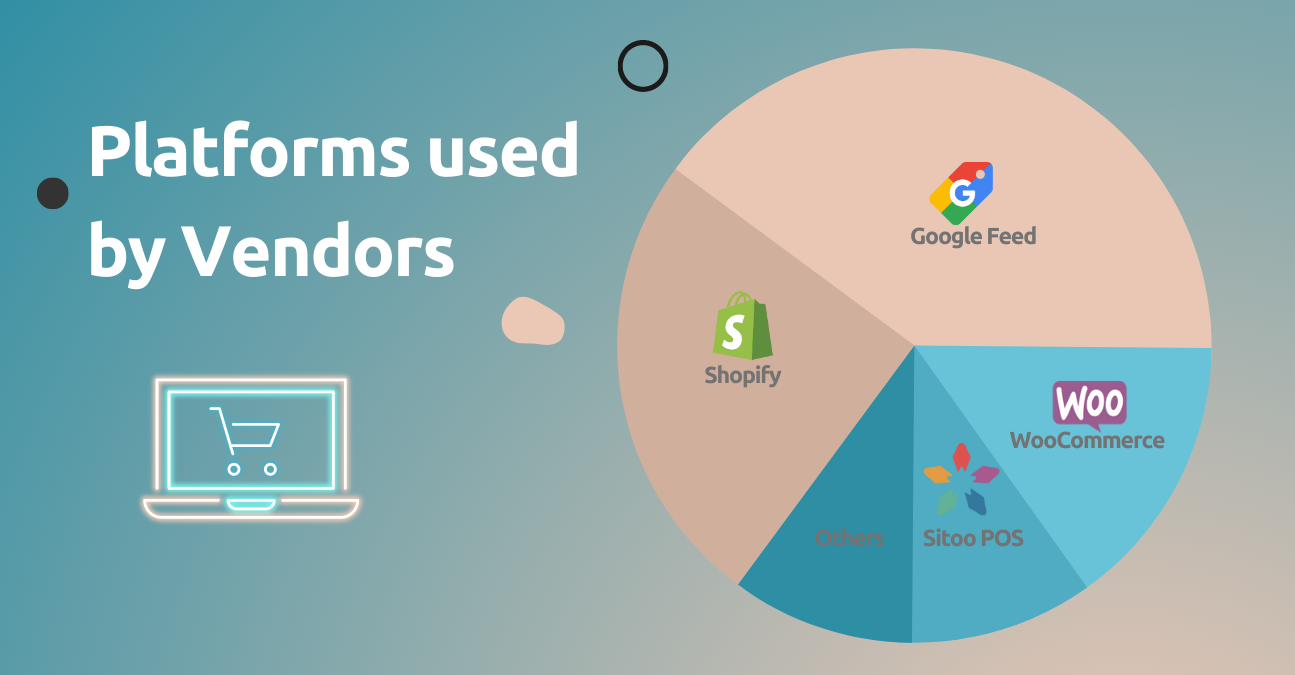 Platforms used
by Vendors
G
Google Feed
S
Shopify
WOO
WooCommerce
Others
Sitoo POS